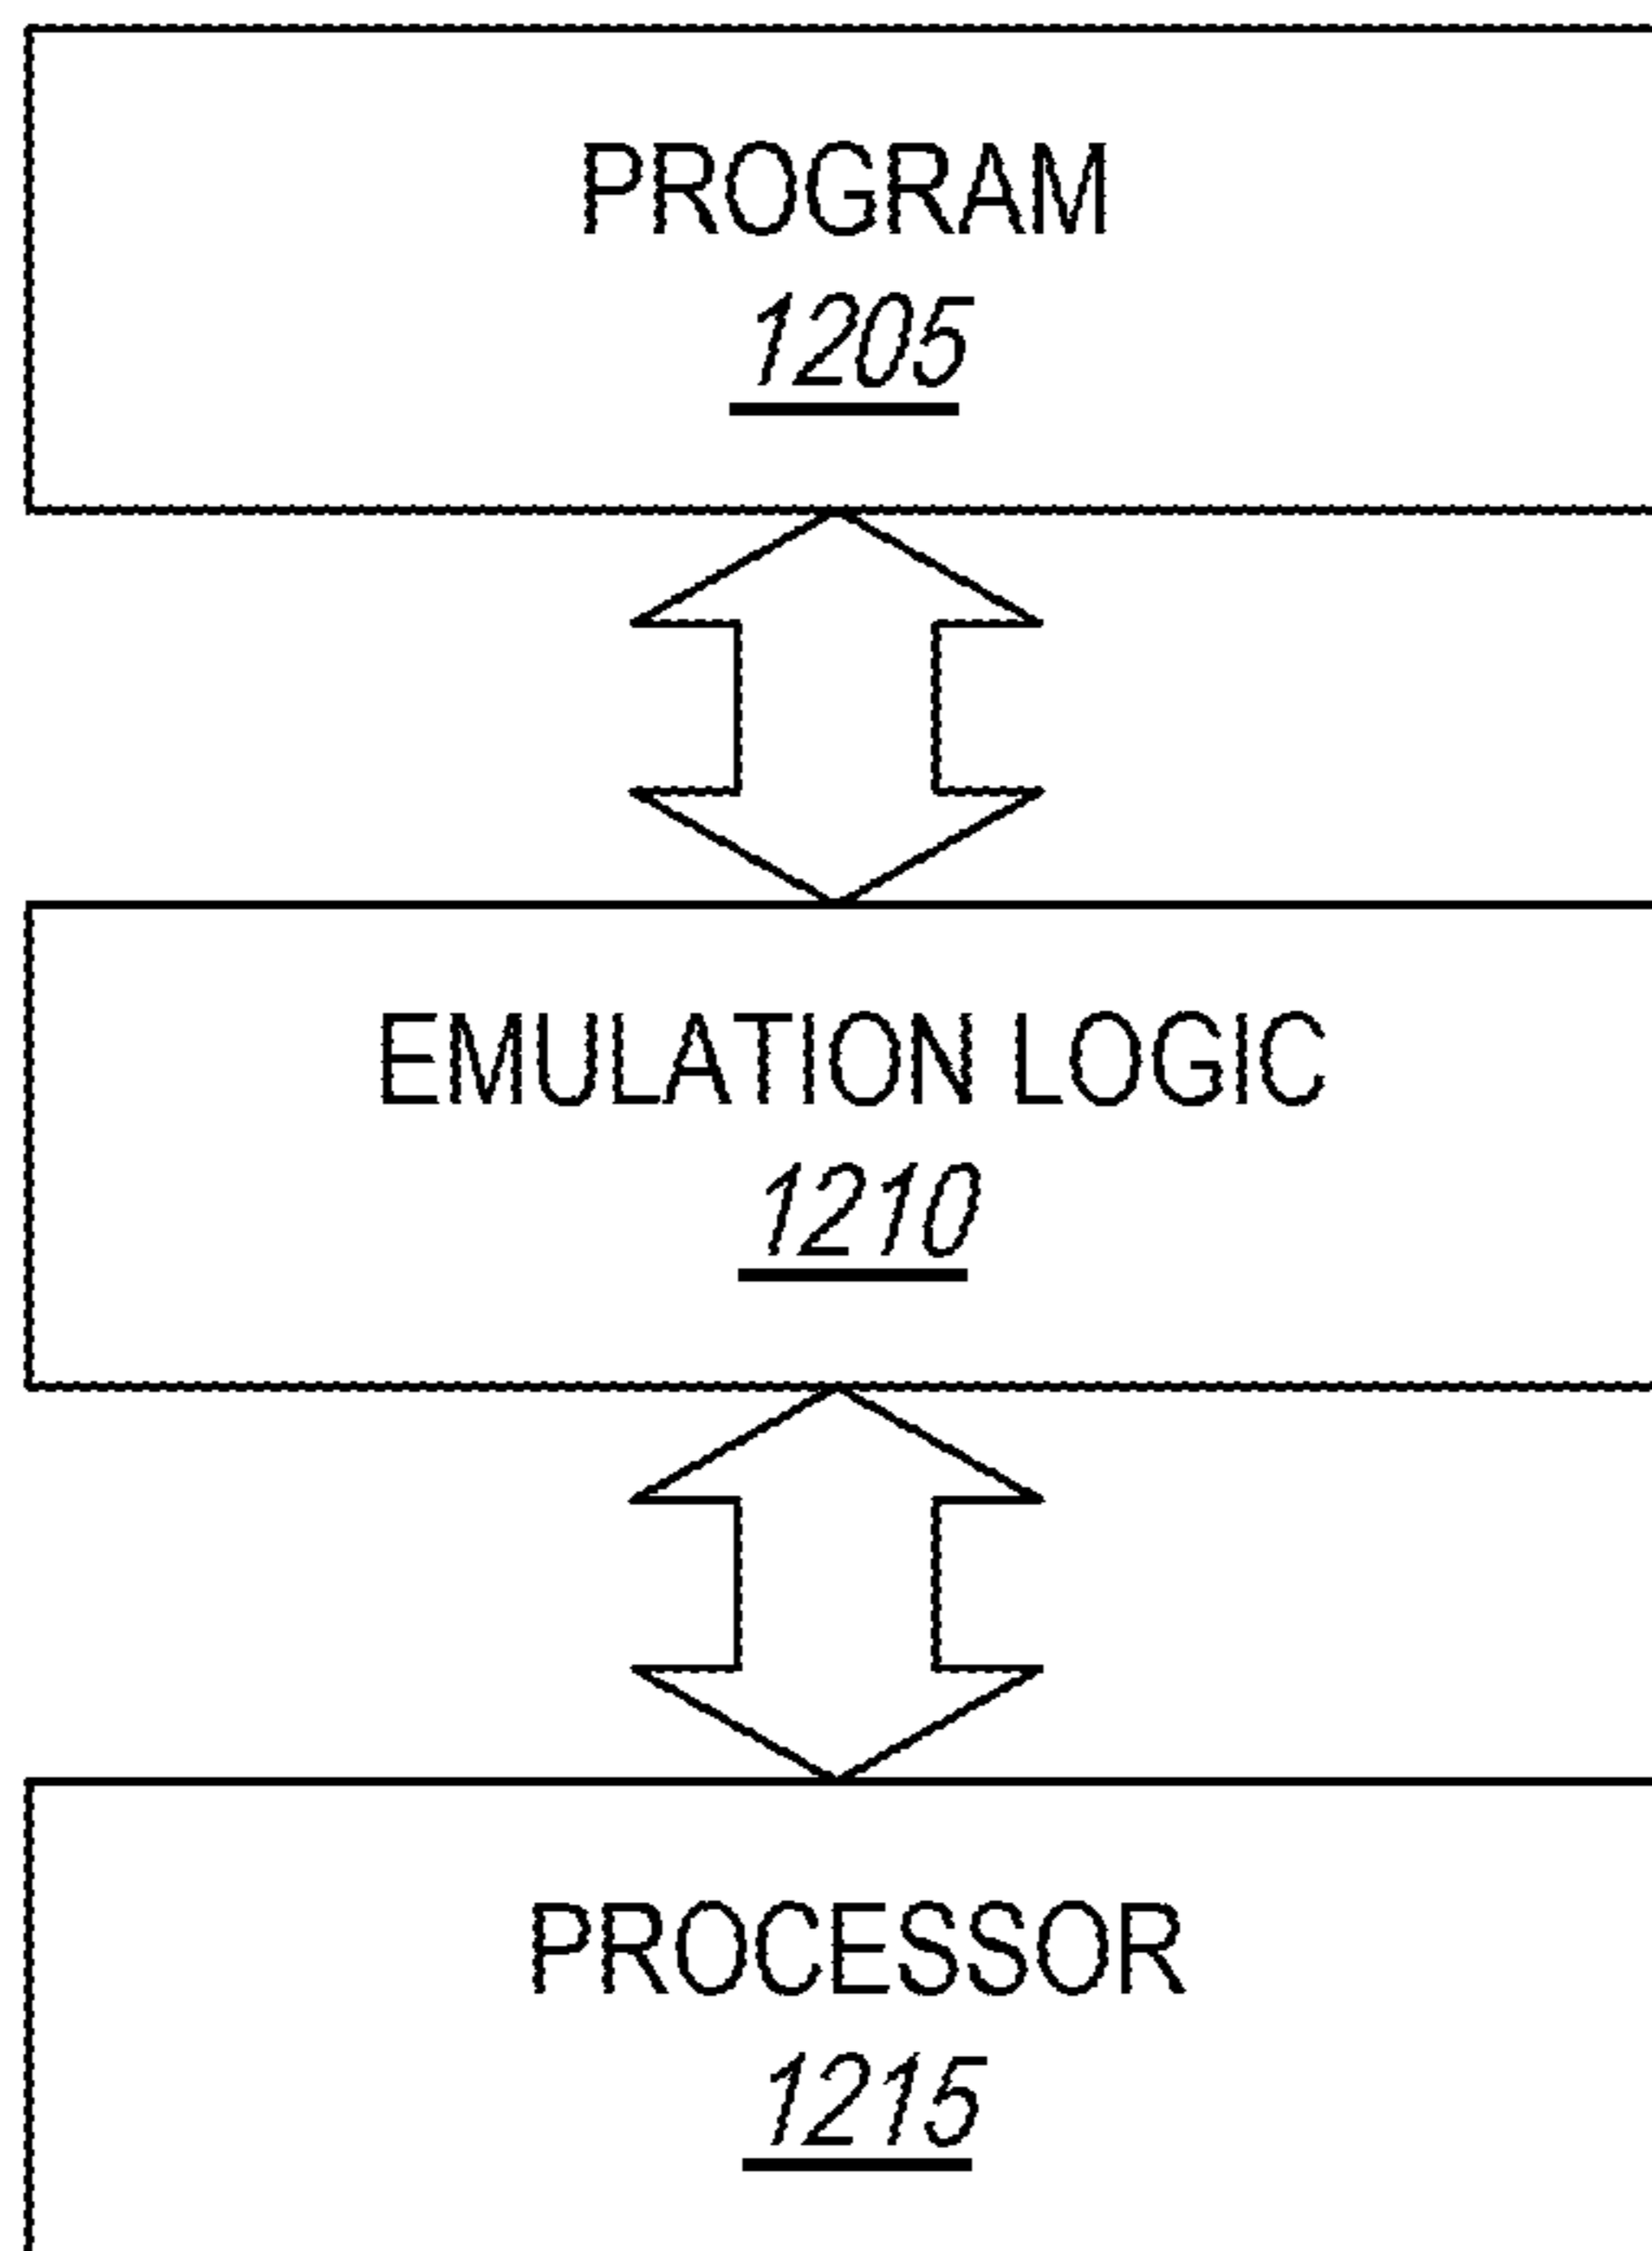 PROGRAM
1205
EMULATION LOGIC
1210
PROCESSOR
1215